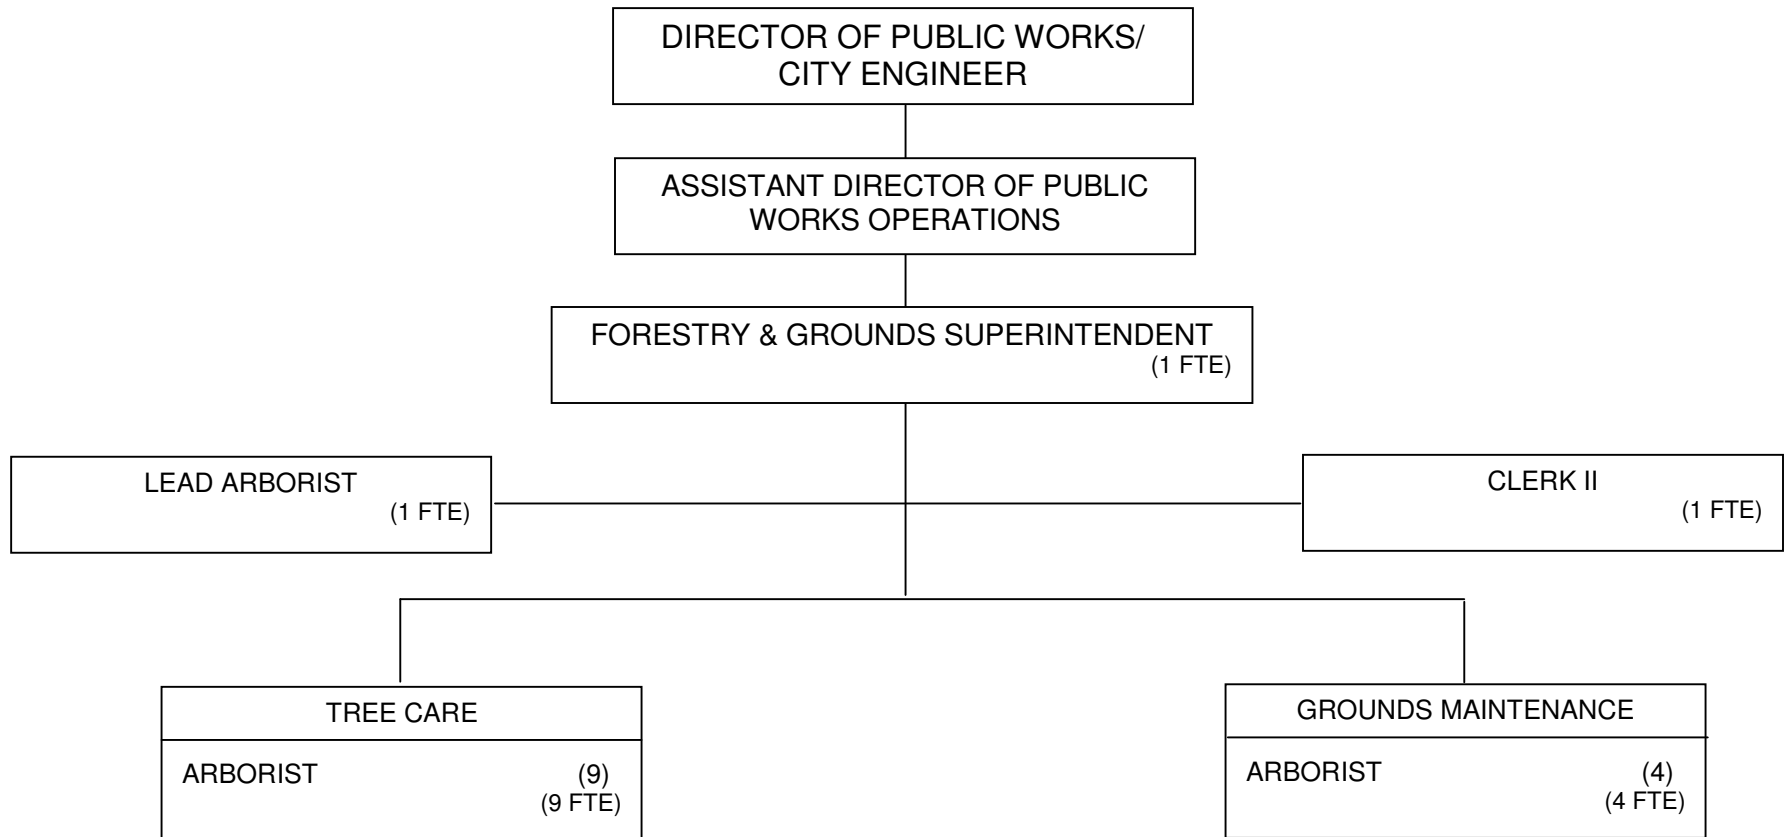 DIRECTOR OF PUBLIC WORKS/
CITY ENGINEER
ASSISTANT DIRECTOR OF PUBLIC
WORKS OPERATIONS
FORESTRY & GROUNDS SUPERINTENDENT
(1 FTE)
LEAD ARBORIST
(1 FTE)
CLERK II
(1 FTE)
TREE CARE
ARBORIST (9)
(9 FTE)
GROUNDS MAINTENANCE
ARBORIST (4)
(4 FTE)